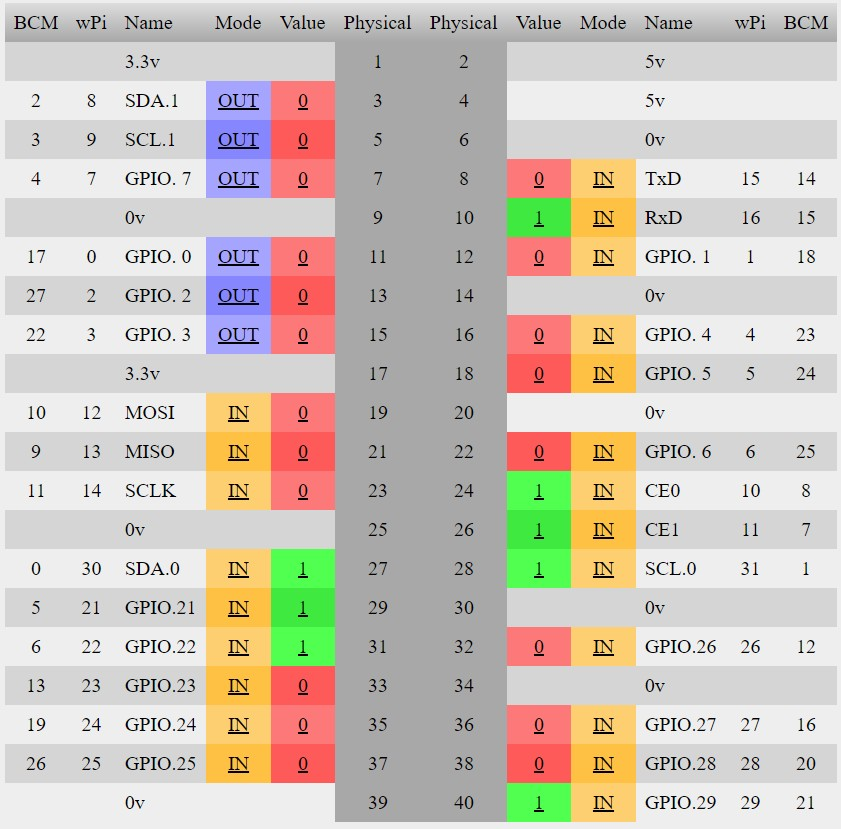 BCM wPi Name Mode Value Physical Physical Value Mode Name wPi BCM
3.3v 1 2 5v
2 8 SDA.1 OUT 0 3 4 5v
3 9 SCL.1 OUT 0 5 6 0v
4 7 GPIO. 7 OUT 0 7 8 0 IN TxD 15 14
0v 9 10 1 IN RxD 16 15
17 0 GPIO. 0 OUT 0 11 12 0 IN GPIO. 1 1 18
27 2 GPIO. 2 OUT 0 13 14 0v
22 3 GPIO. 3 OUT 0 15 16 0 IN GPIO. 4 4 23
3.3v 17 18 0 IN GPIO. 5 5 24
10 12 MOSI IN 0 19 20 0v
9 13 MISO IN 0 21 22 0 IN GPIO. 6 6 25
11 14 SCLK IN 0 23 24 1 IN CE0 10 8
0v 25 26 1 IN CE1 11 7
0 30 SDA.0 IN 1 27 28 1 IN SCL.0 31 1
5 21 GPIO.21 IN 1 29 30 0v
6 22 GPIO.22 IN 1 31 32 0 IN GPIO.26 26 12
13 23 GPIO.23 IN 0 33 34 0v
19 24 GPIO.24 IN 0 35 36 0 IN GPIO.27 27 16
26 25 GPIO.25 IN 0 37 38 0 IN GPIO.28 28 20
0v 39 40 1 IN GPIO.29 29 21